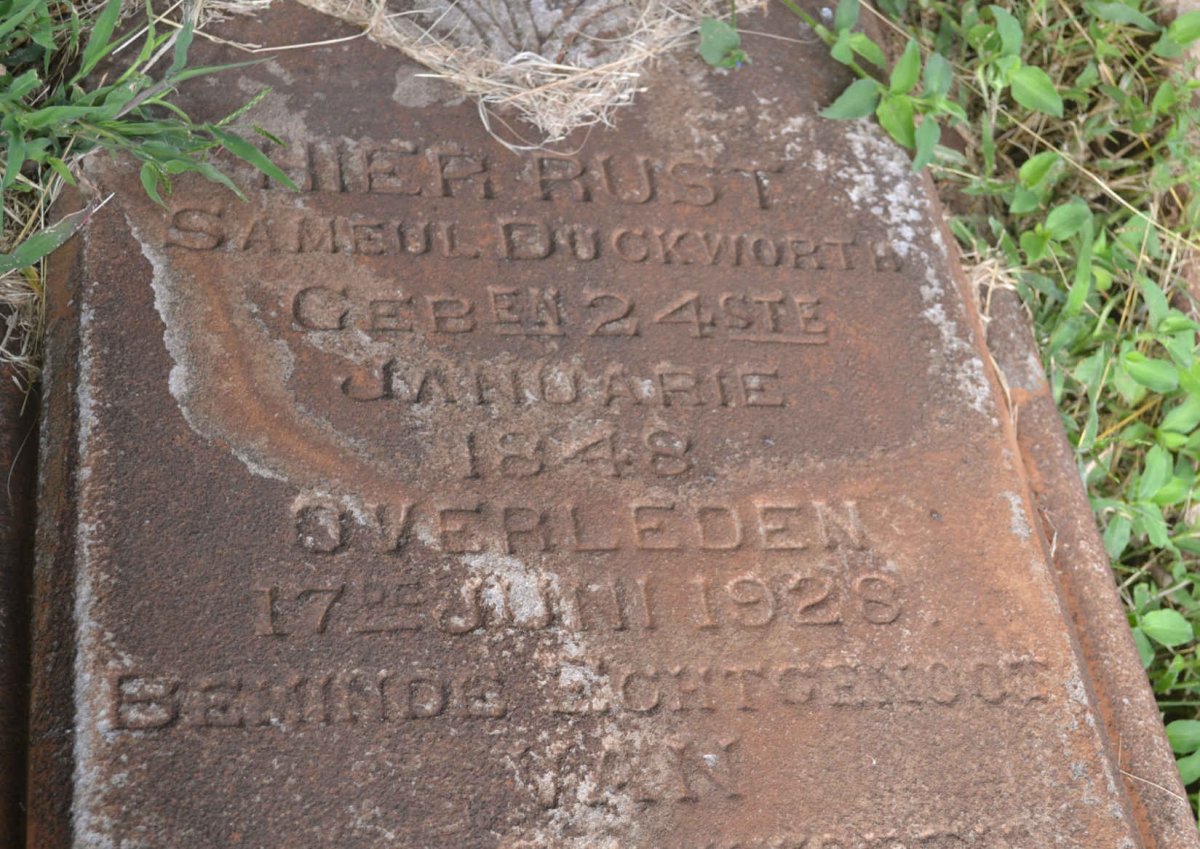 HIER RUST
SAMEUL DUCKWORTH
GEBEN 24STE
JANUARIE
1848
OVERLEDEN
17DE JUNI 1928
BEMINDE ECHTGENOOT
VAN